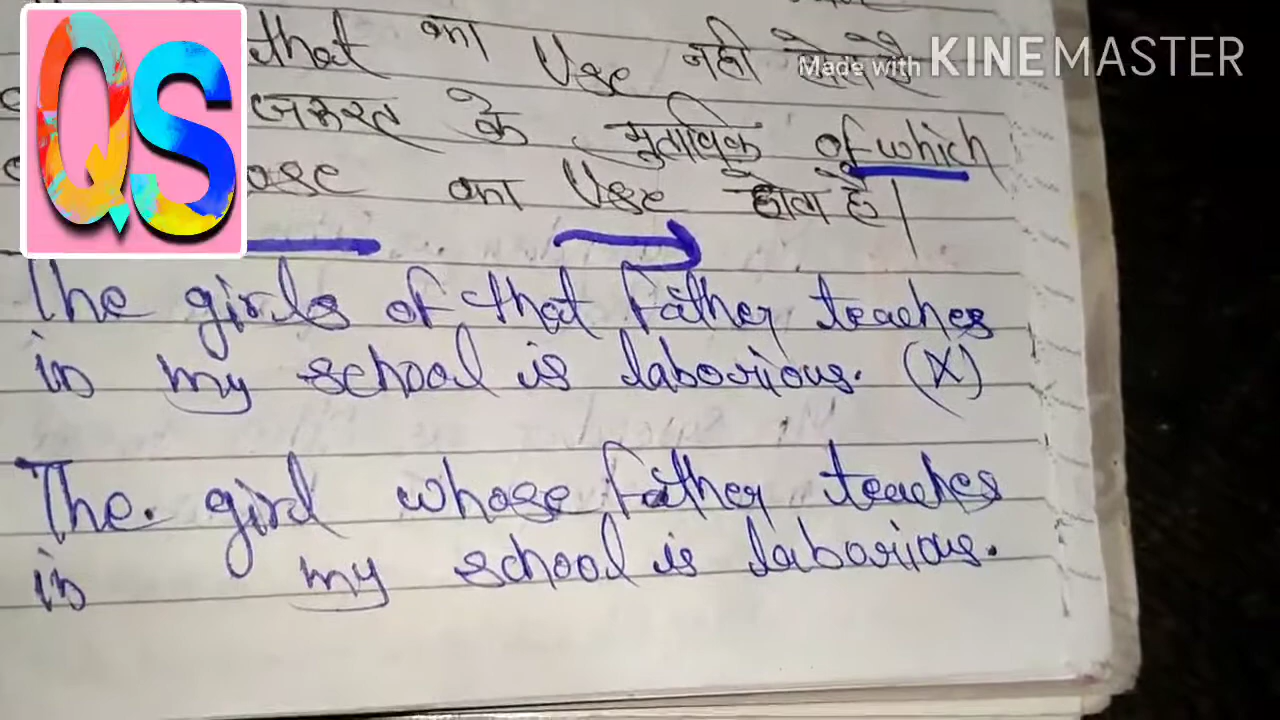 QS
that का Use नही होता है
Made with KINEMASTER
जरूरत के मुताबिक of which
ose का Use होता है।
The girls of that father teaches
in my school is laborious. (X)
The. girl whose father teaches
in my school is laborious.